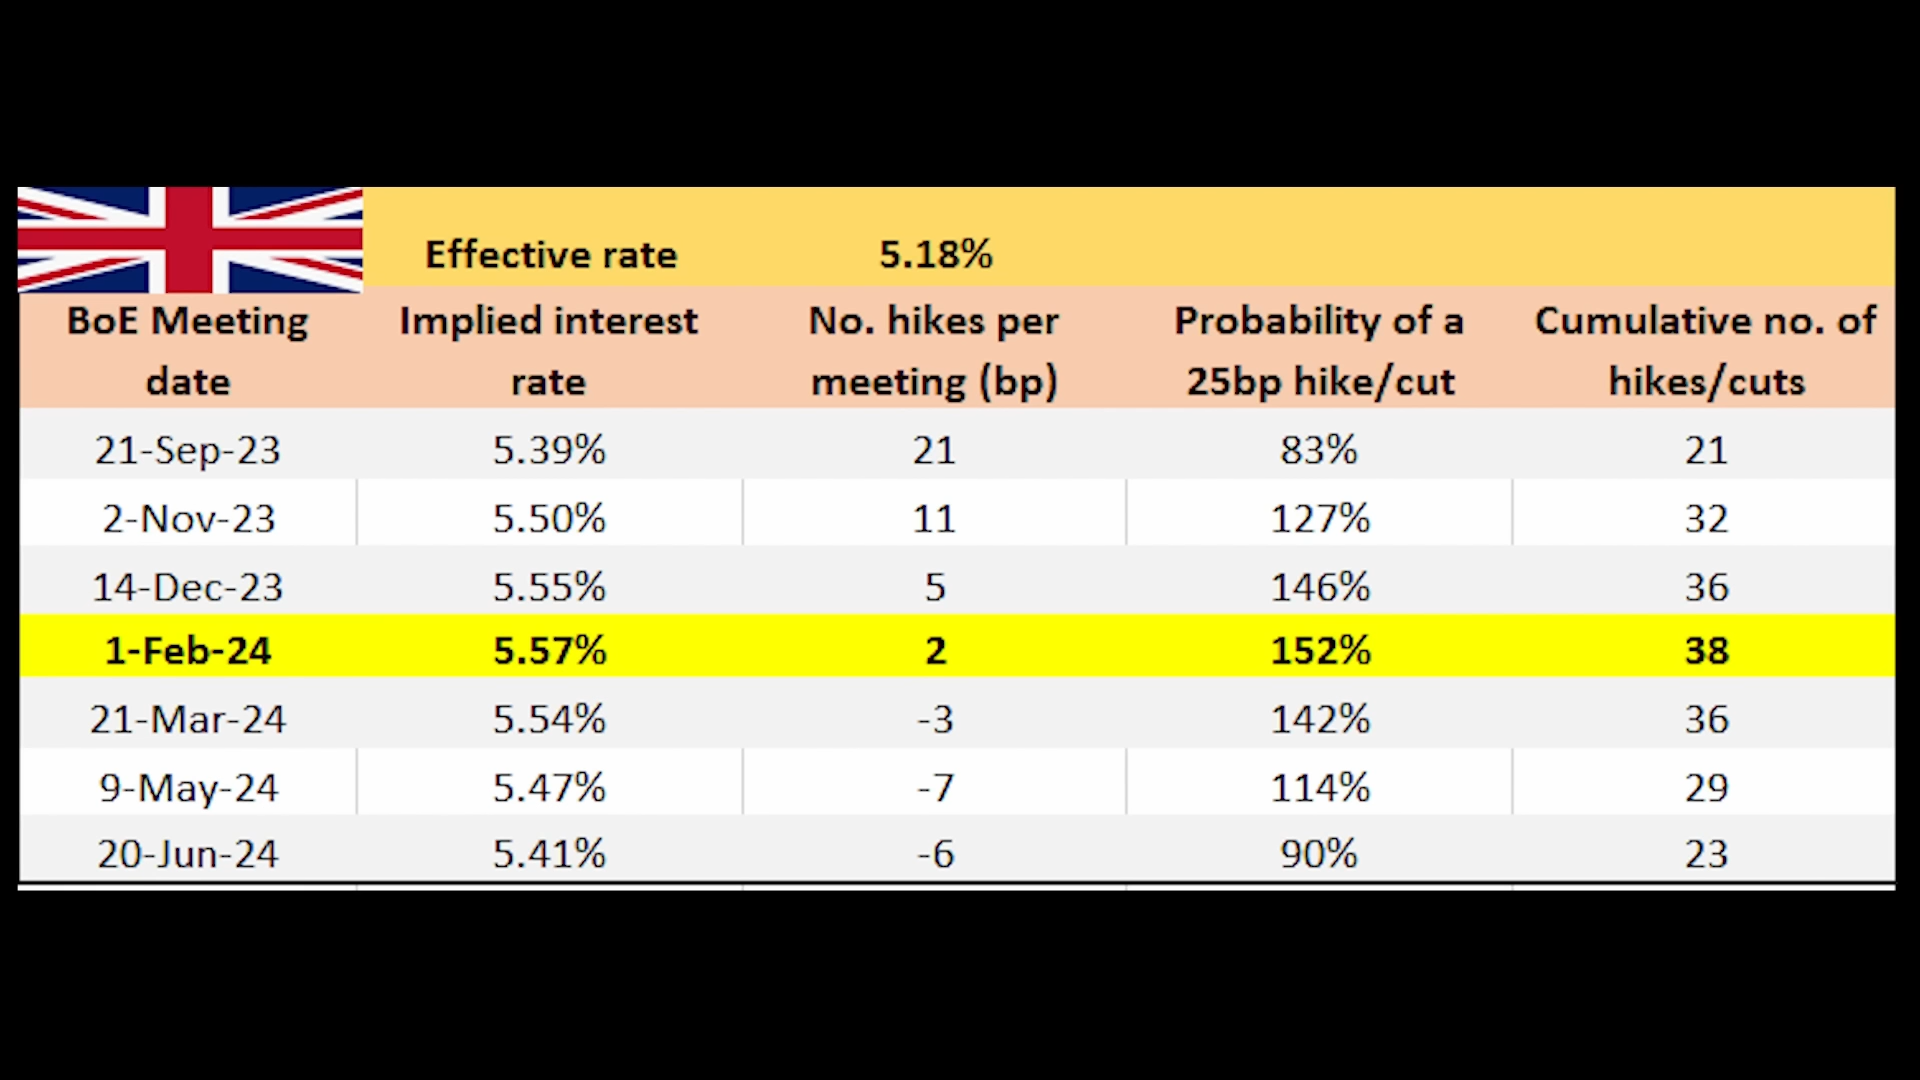 Effective rate 5.18%
BoE Meeting date Implied interest rate No. hikes per meeting (bp) Probability of a 25bp hike/cut Cumulative no. of hikes/cuts
21-Sep-23 5.39% 21 83% 21
2-Nov-23 5.50% 11 127% 32
14-Dec-23 5.55% 5 146% 36
1-Feb-24 5.57% 2 152% 38
21-Mar-24 5.54% -3 142% 36
9-May-24 5.47% -7 114% 29
20-Jun-24 5.41% -6 90% 23